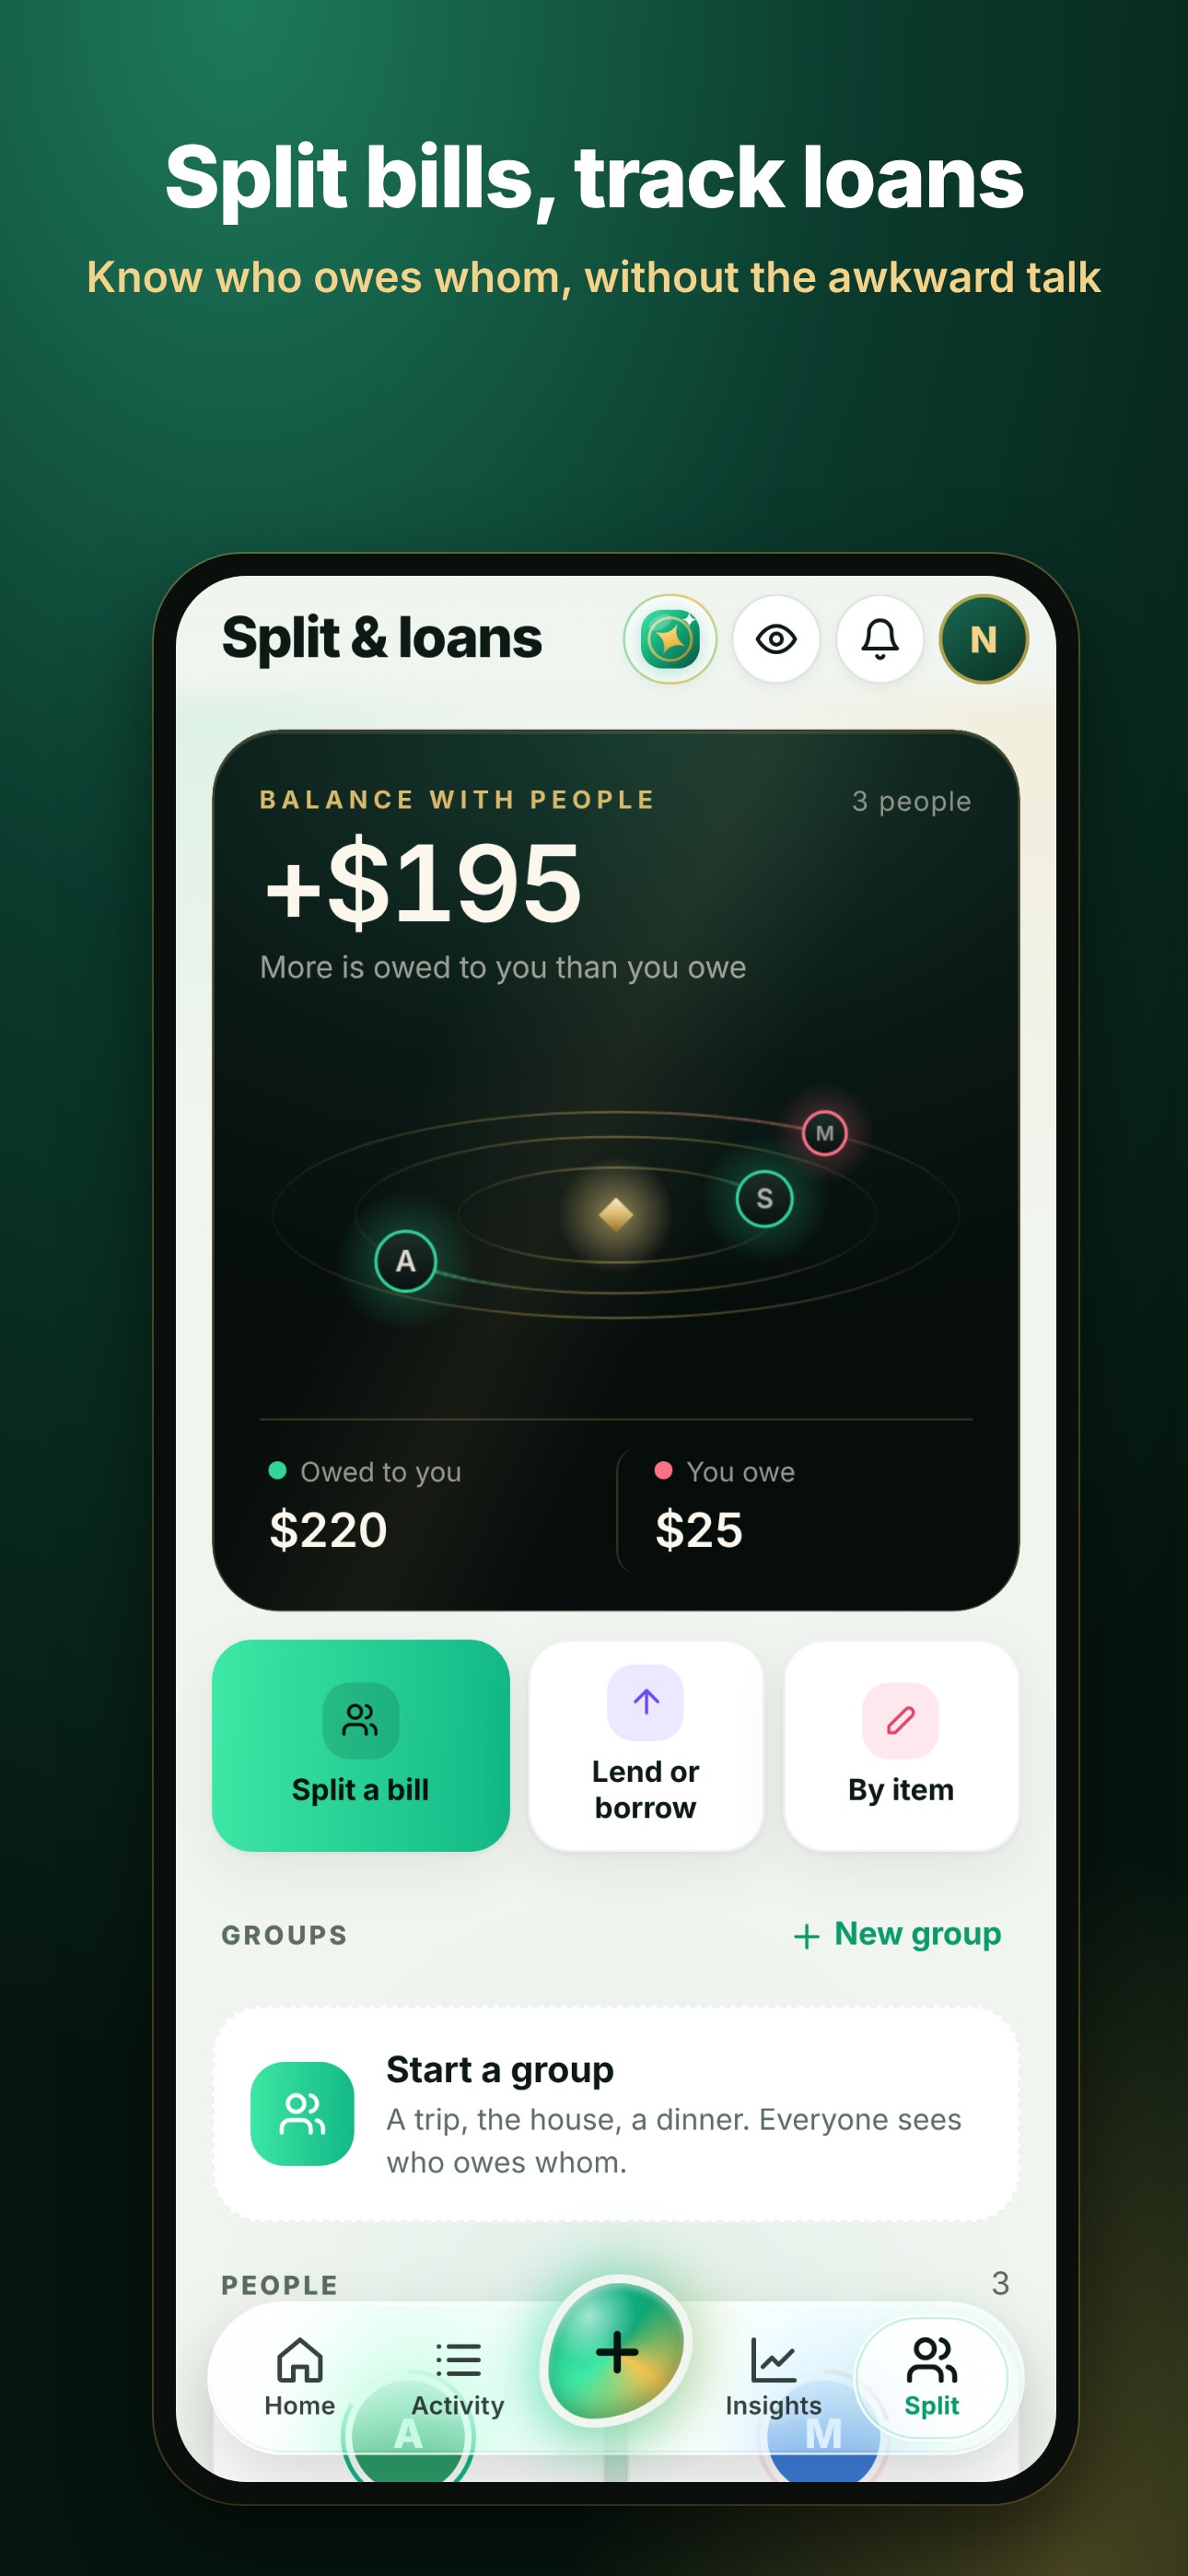 Split bills, track loans
Know who owes whom, without the awkward talk
Split & loans
N
BALANCE WITH PEOPLE
3 people
+$195
More is owed to you than you owe
M
S
A
Owed to you
You owe
$220
$25
Split a bill
Lend or
borrow
By item
GROUPS
+ New group
Start a group
A trip, the house, a dinner. Everyone sees
who owes whom.
PEOPLE
3
Home
Activity
Insights
Split
A
M